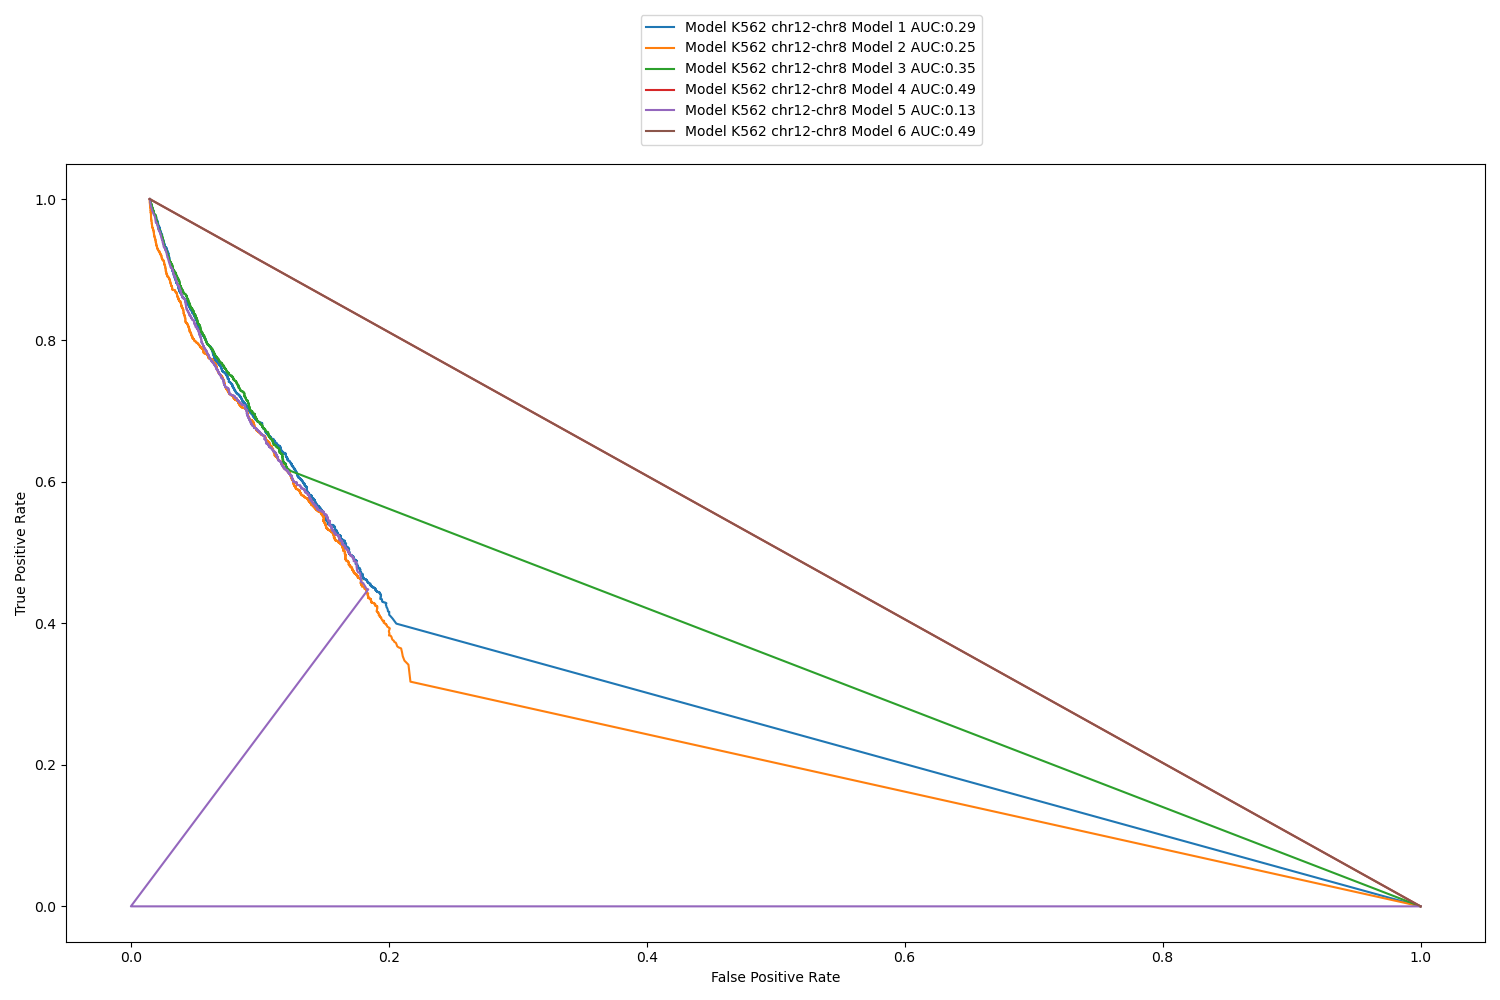 Model K562 chr12-chr8 Model 1 AUC:0.29
Model K562 chr12-chr8 Model 2 AUC:0.25
Model K562 chr12-chr8 Model 3 AUC:0.35
Model K562 chr12-chr8 Model 4 AUC:0.49
Model K562 chr12-chr8 Model 5 AUC:0.13
Model K562 chr12-chr8 Model 6 AUC:0.49
True Positive Rate
1.0
0.8
0.6
0.4
0.2
0.0
0.0 0.2 0.4 0.6 0.8 1.0
False Positive Rate